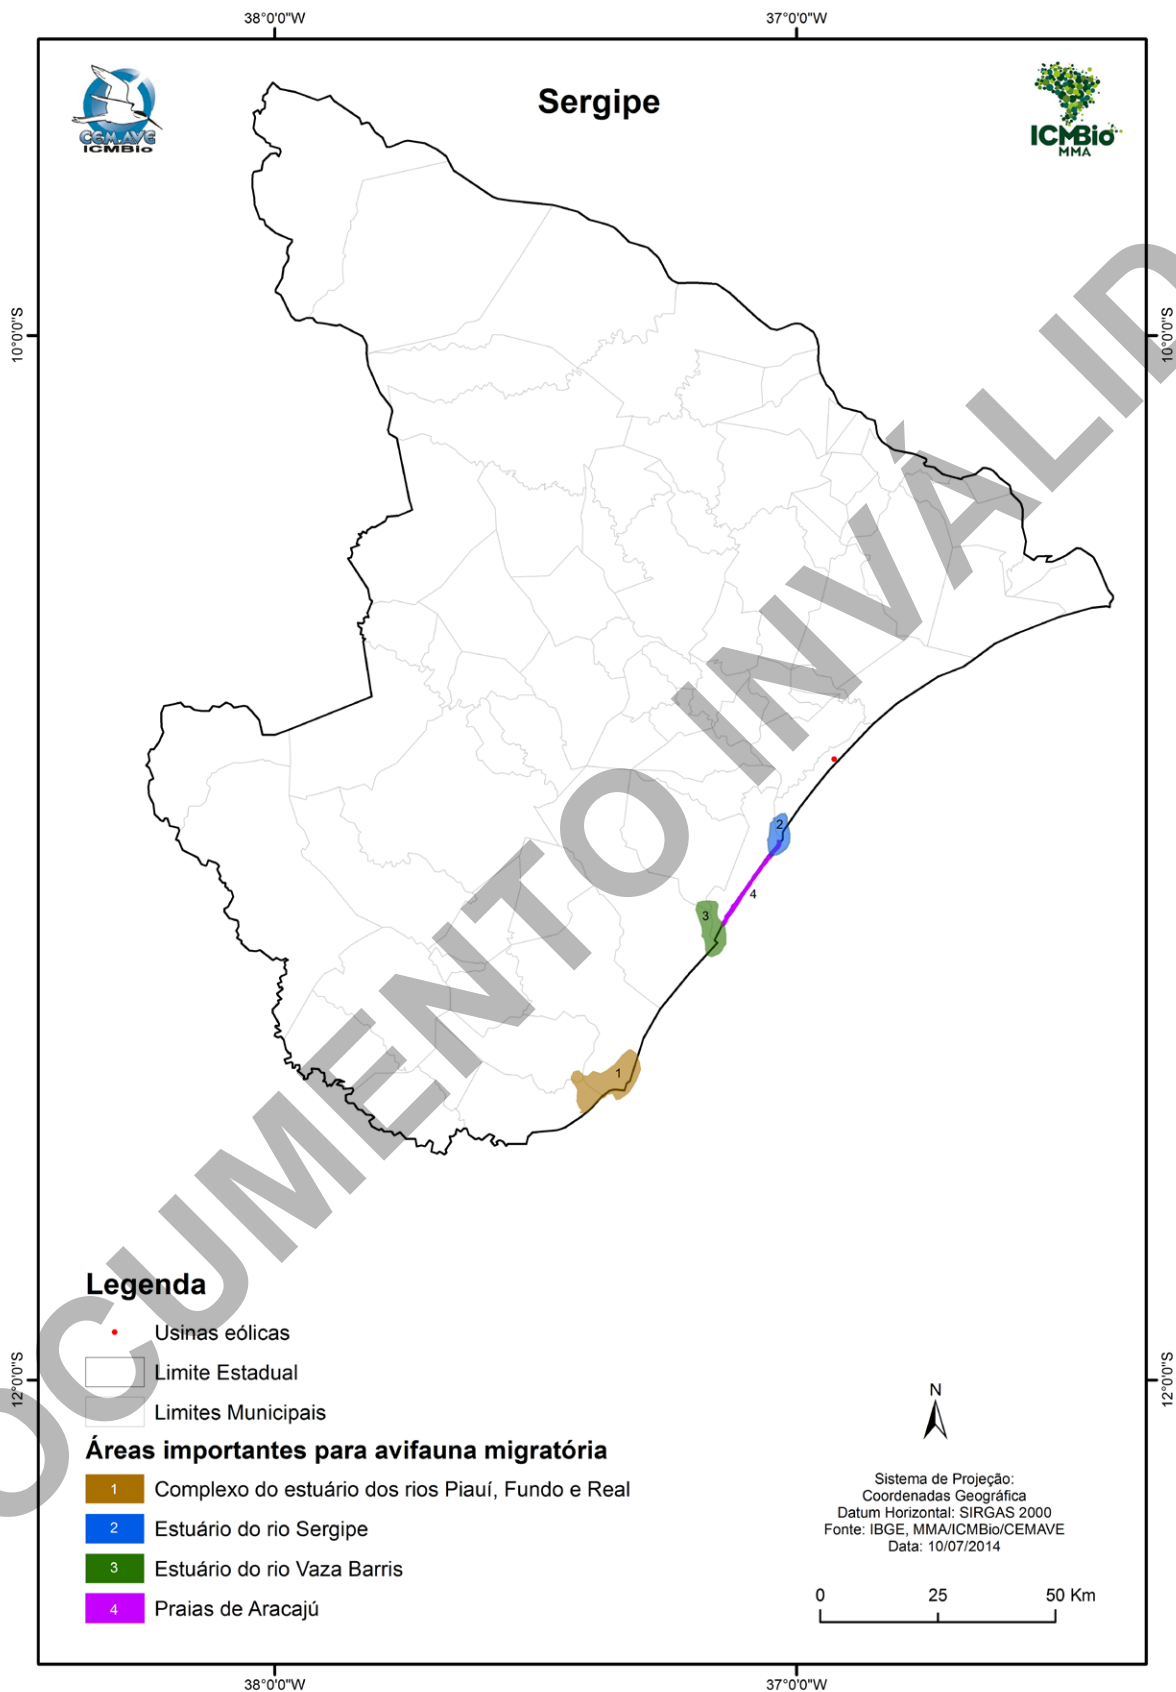 38°0'0"W
37°0'0"W
CEMAVE
ICMBio
Sergipe
ICMBio
MMA
10°0'0"S
10°0'0"S
DOCUMENTO INVÁLIDO
2
4
3
1
Legenda
Usinas eólicas
Limite Estadual
Limites Municipais
Áreas importantes para avifauna migratória
1 Complexo do estuário dos rios Piauí, Fundo e Real
2 Estuário do rio Sergipe
3 Estuário do rio Vaza Barris
4 Praias de Aracajú
12°0'0"S
12°0'0"S
N
Sistema de Projeção:
Coordenadas Geográfica
Datum Horizontal: SIRGAS 2000
Fonte: IBGE, MMA/ICMBio/CEMAVE
Data: 10/07/2014
0 25 50 Km
38°0'0"W
37°0'0"W